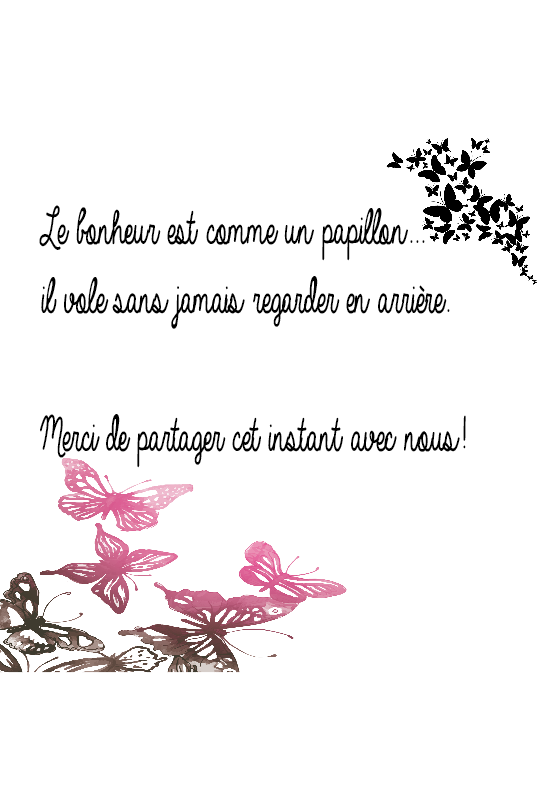 Le bonheur est comme un papillon...
il vole sans jamais regarder en arrière.
Merci de partager cet instant avec nous!